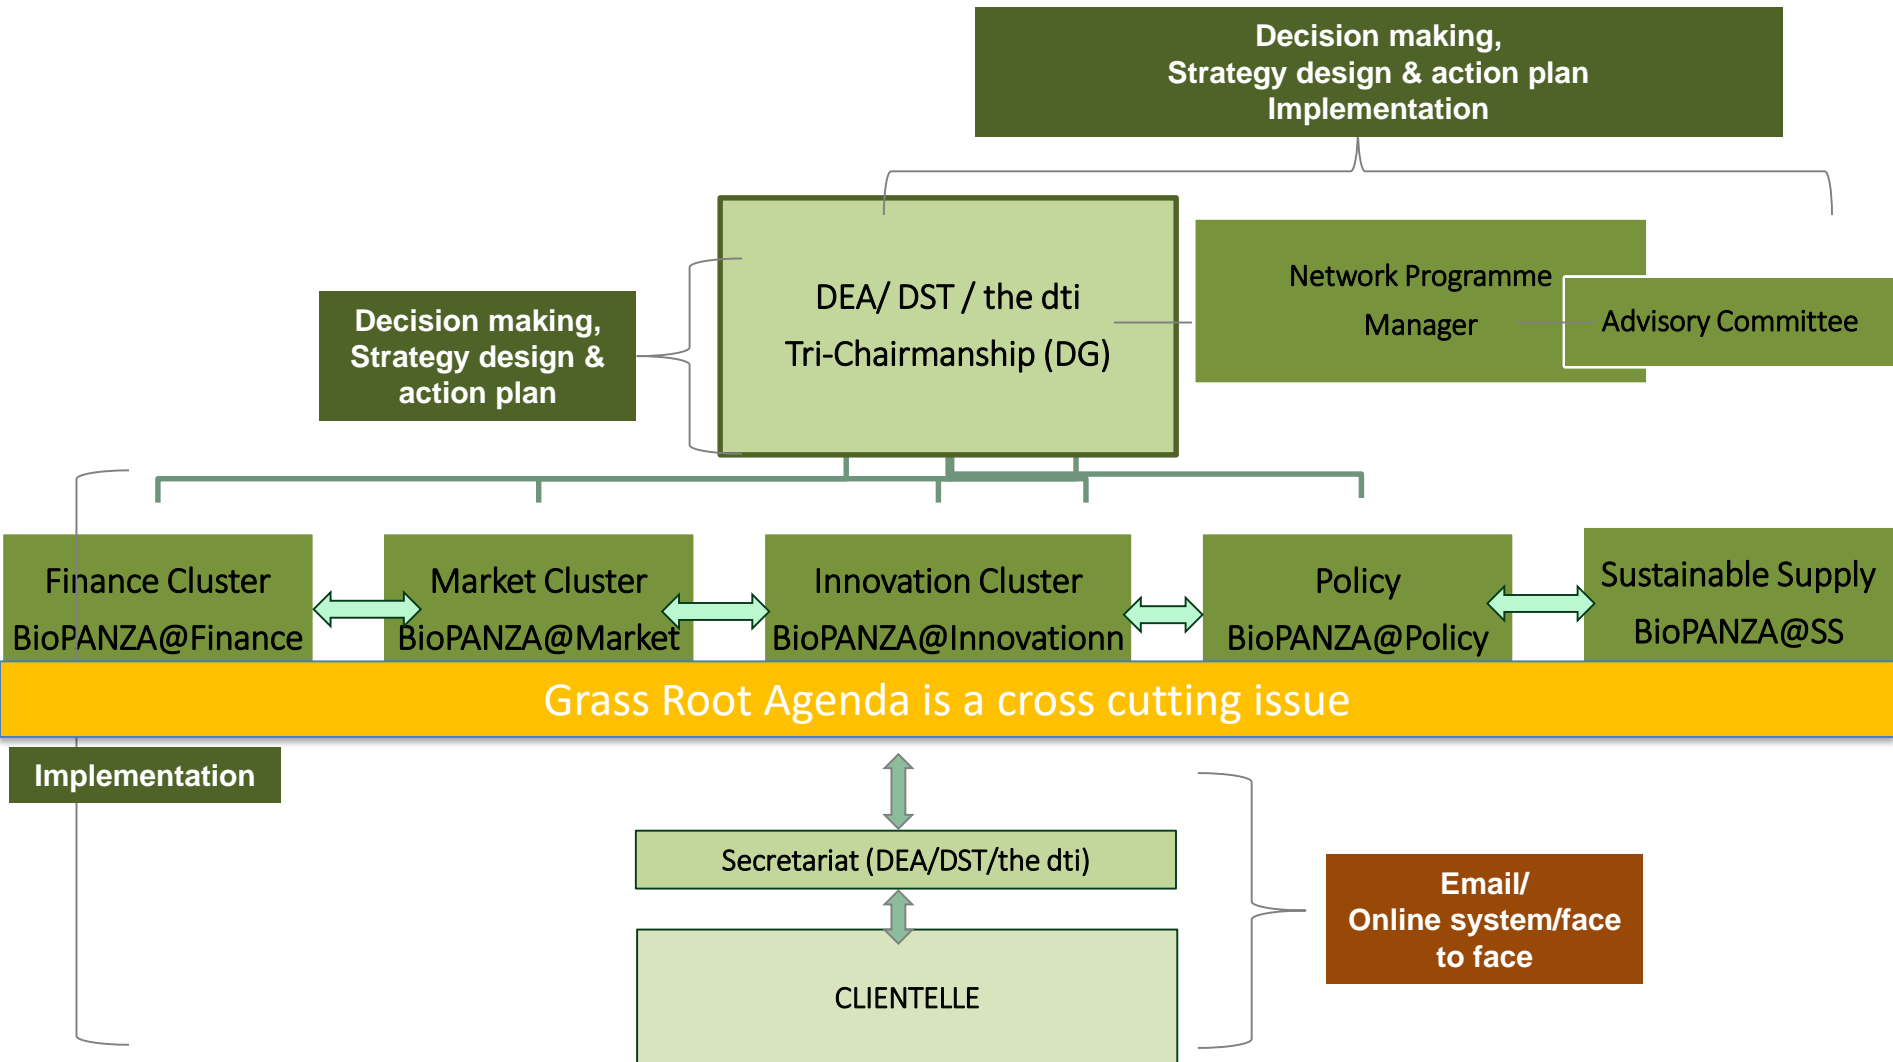 Decision making,
Strategy design & action plan
Implementation
DEA/ DST / the dti
Tri-Chairmanship (DG)
Network Programme
Manager
Advisory Committee
Decision making,
Strategy design &
action plan
Finance Cluster
BioPANZA@Finance
Market Cluster
BioPANZA@Market
Innovation Cluster
BioPANZA@Innovationn
Policy
BioPANZA@Policy
Sustainable Supply
BioPANZA@SS
Grass Root Agenda is a cross cutting issue
Implementation
Secretariat (DEA/DST/the dti)
CLIENTELLE
Email/
Online system/face
to face